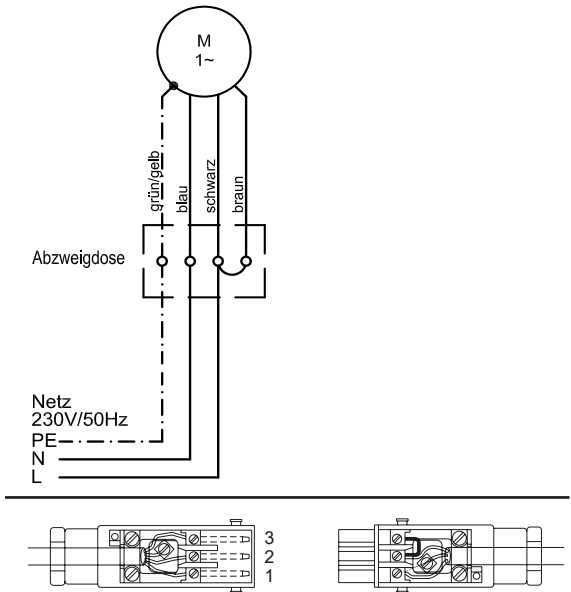 M
1~
grün/gelb
blau
schwarz
braun
Abzweigdose
Netz
230V/50Hz
PE
N
L
3
2
1